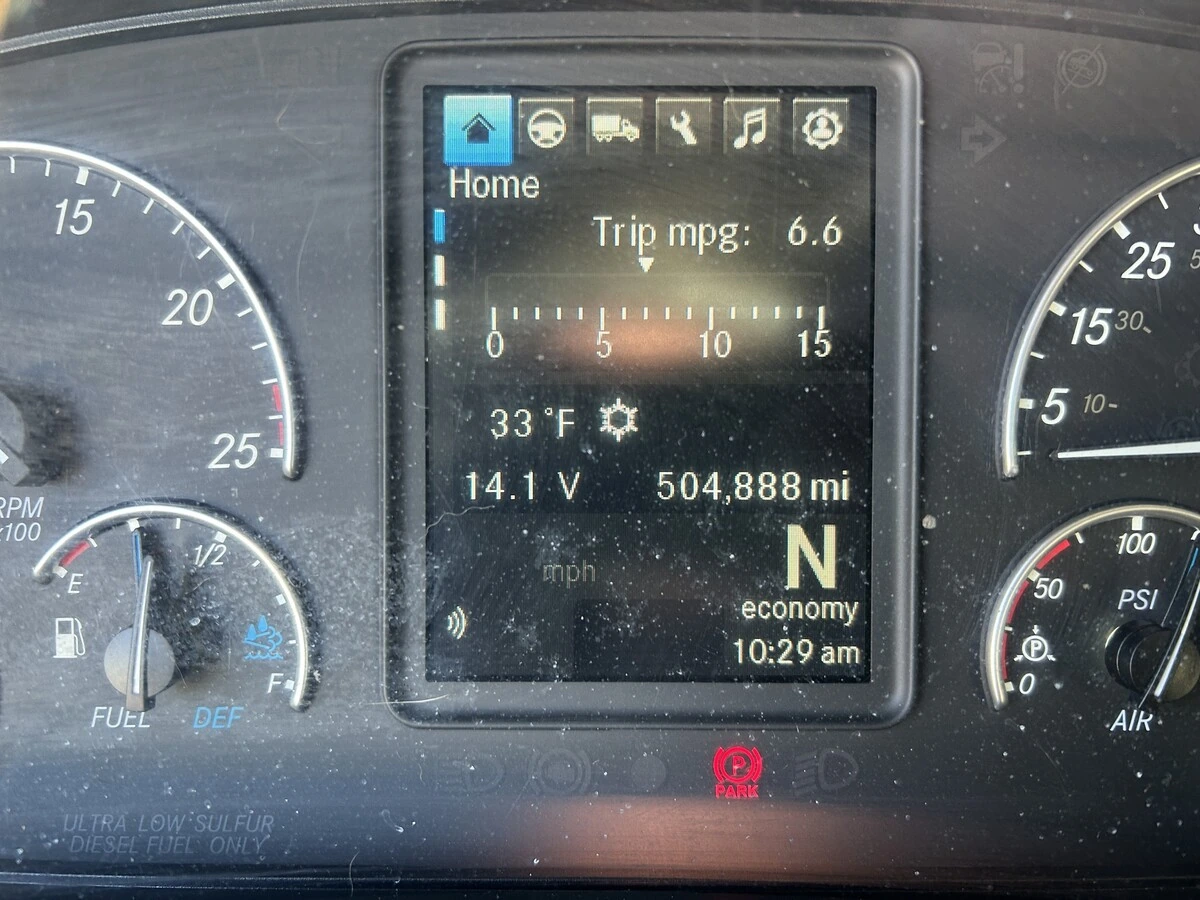 Home
Trip mpg: 6.6
0 5 10 15
33 °F
14.1 V 504,888 mi
N
mph
economy
10:29 am
15
20
25
RPM
x100
E
1/2
F
FUEL DEF
25
15 30
5 10
100
50
PSI
P
0
AIR
P
PARK
ULTRA LOW SULFUR
DIESEL FUEL ONLY